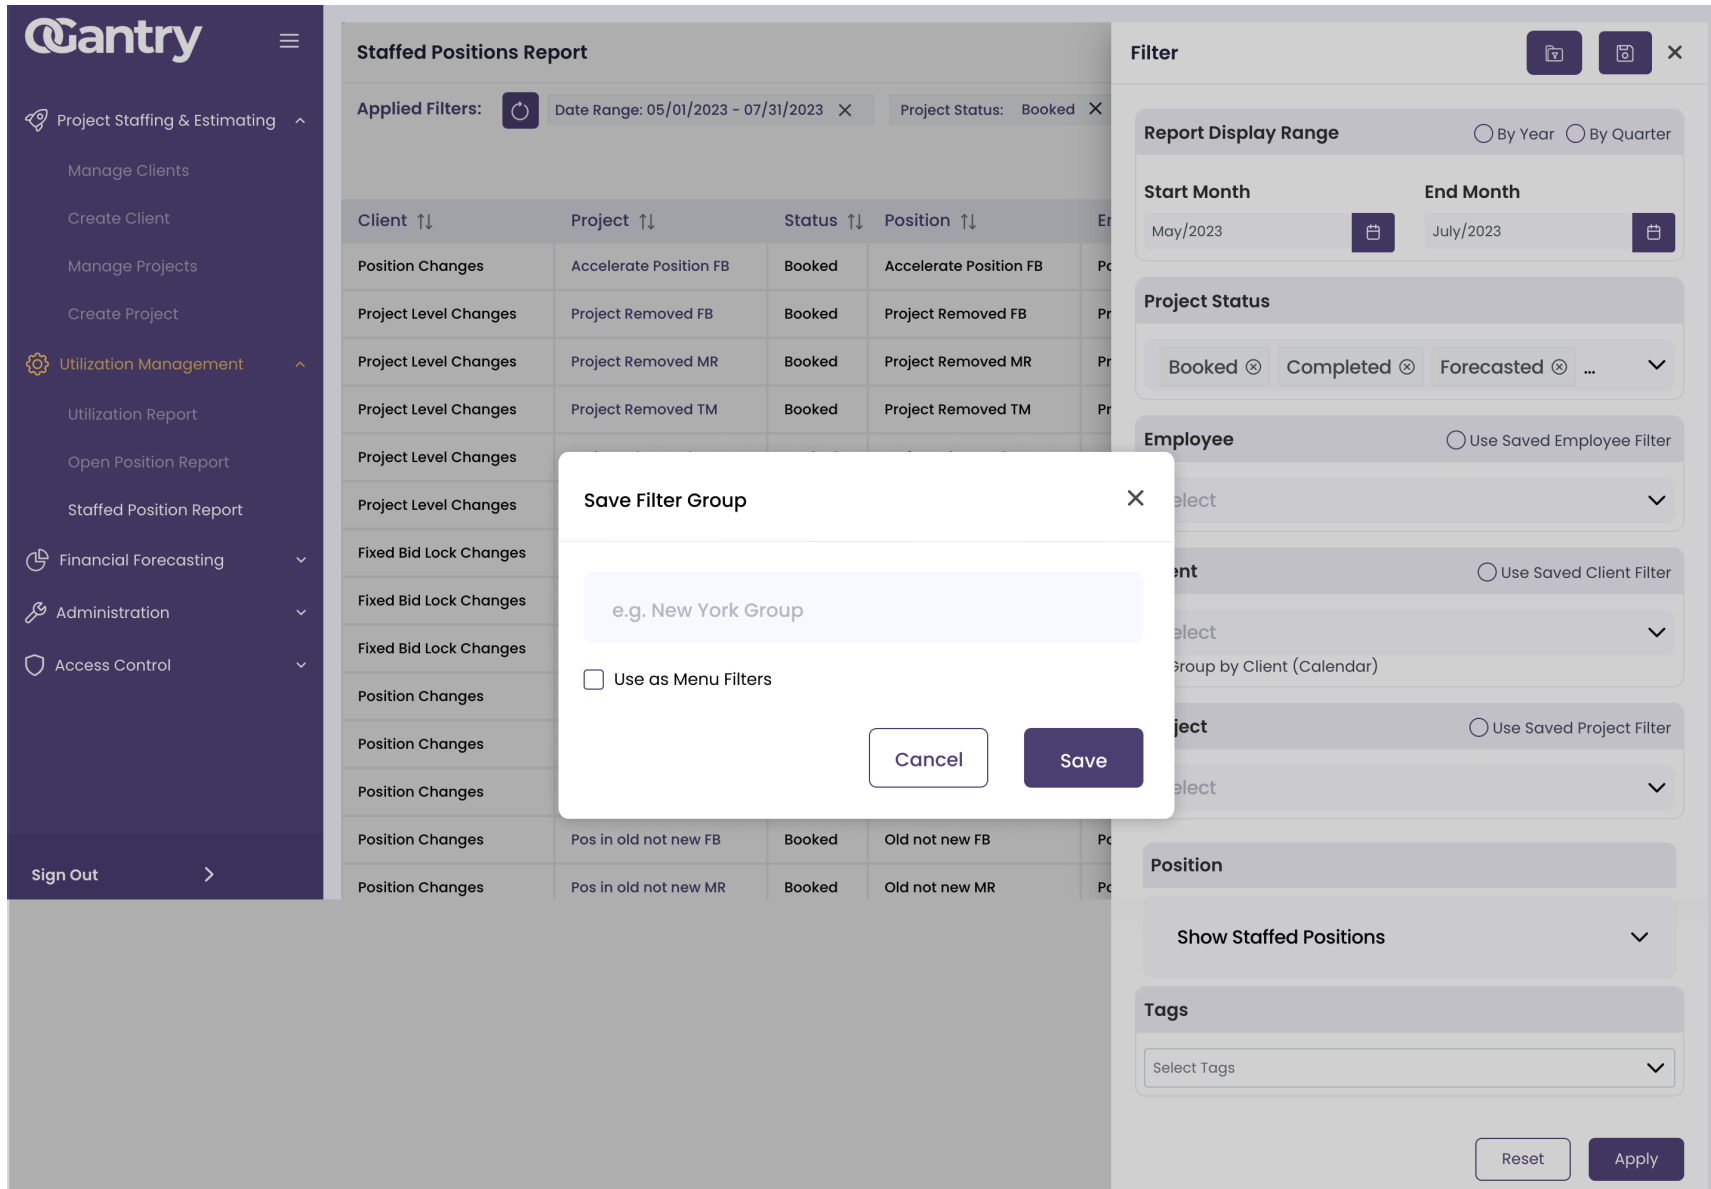 Gantry
Project Staffing & Estimating
Manage Clients
Create Client
Manage Projects
Create Project
Utilization Management
Utilization Report
Open Position Report
Staffed Position Report
Financial Forecasting
Administration
Access Control
Sign Out
Staffed Positions Report
Applied Filters:
Date Range: 05/01/2023 - 07/31/2023
Project Status: Booked
Client Project Status Position
Position Changes Accelerate Position FB Booked Accelerate Position FB
Project Level Changes Project Removed FB Booked Project Removed FB
Project Level Changes Project Removed MR Booked Project Removed MR
Project Level Changes Project Removed TM Booked Project Removed TM
Project Level Changes
Project Level Changes
Fixed Bid Lock Changes
Fixed Bid Lock Changes
Fixed Bid Lock Changes
Position Changes
Position Changes
Position Changes
Position Changes Pos in old not new FB Booked Old not new FB
Position Changes Pos in old not new MR Booked Old not new MR
Save Filter Group
e.g. New York Group
Use as Menu Filters
Cancel Save
Filter
Report Display Range By Year By Quarter
Start Month End Month
May/2023 July/2023
Project Status
Booked Completed Forecasted ...
Employee Use Saved Employee Filter
elect
ent Use Saved Client Filter
elect
Group by Client (Calendar)
ject Use Saved Project Filter
elect
Position
Show Staffed Positions
Tags
Select Tags
Reset Apply